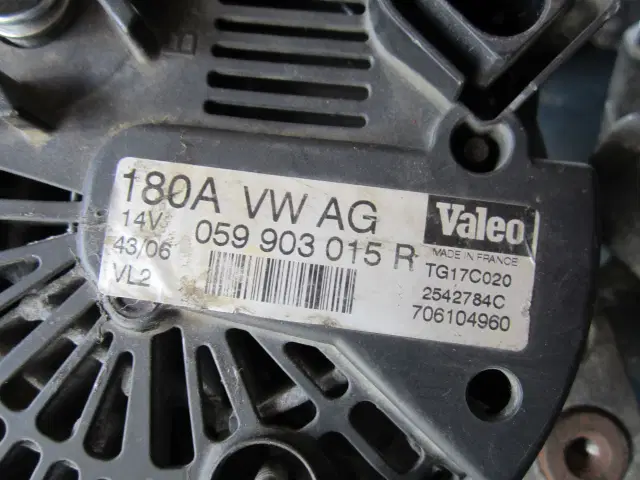 180A VW AG
14V 059 903 015 R
43/06
VL2
Valeo
MADE IN FRANCE
TG17C020
2542784C
706104960